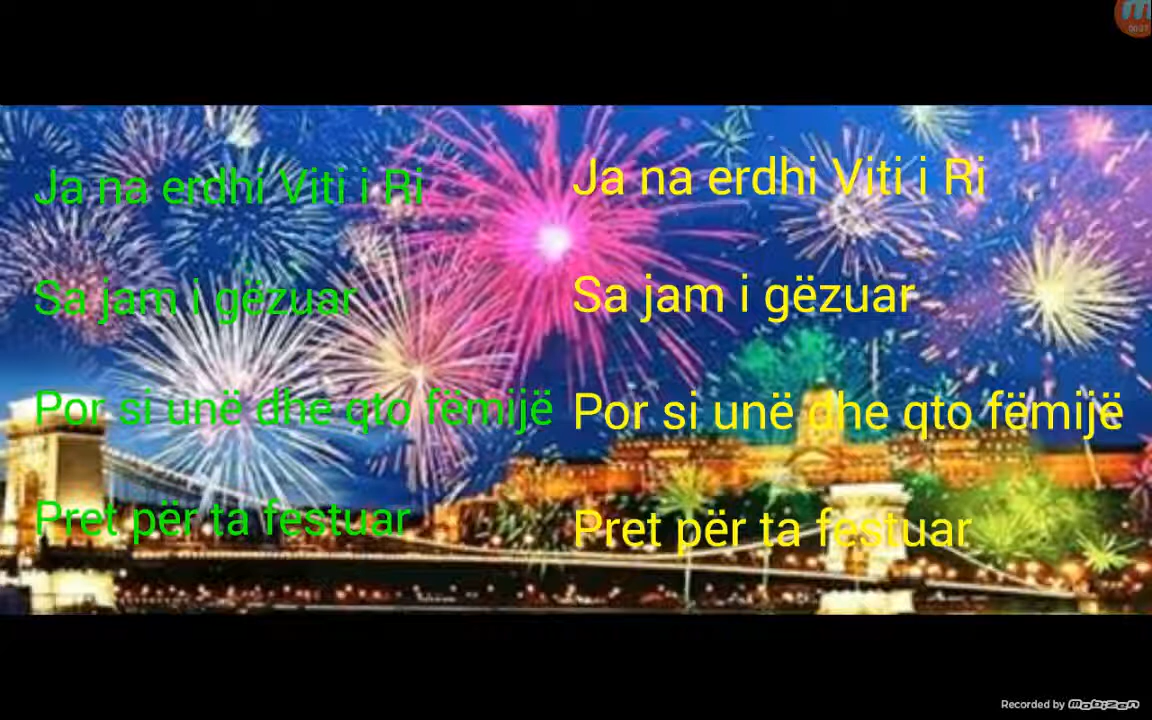 Ja na erdhi Viti i Ri
Sa jam i gëzuar
Por si unë dhe qto fëmijë
Pret për ta festuar
Ja na erdhi Viti i Ri
Sa jam i gëzuar
Por si unë dhe qto fëmijë
Pret për ta festuar
Recorded by Mobizen